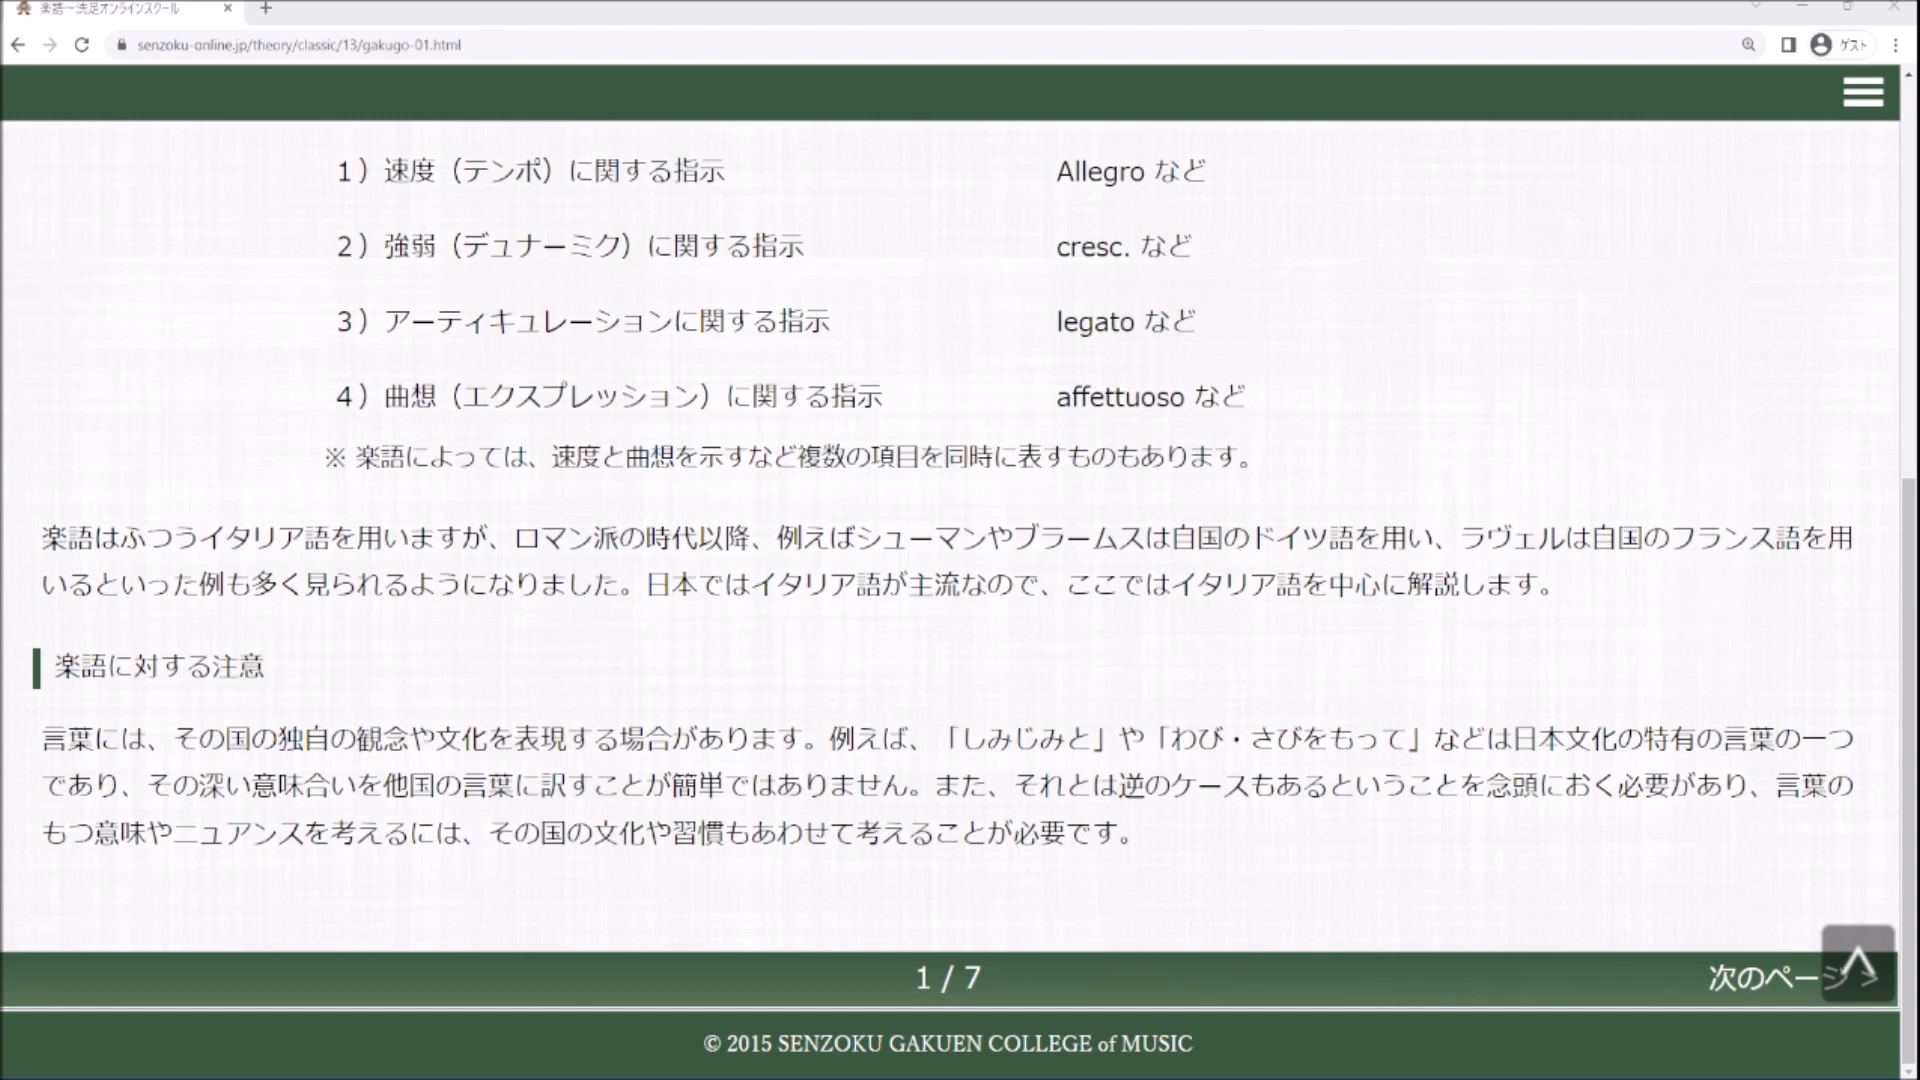 楽語～洗足オンラインスクール
senzoku-online.jp/theory/classic/13/gakugo-01.html
ゲスト
1）速度（テンポ）に関する指示 Allegro など
2）強弱（デュナーミク）に関する指示 cresc. など
3）アーティキュレーションに関する指示 legato など
4）曲想（エクスプレッション）に関する指示 affettuoso など
※ 楽語によっては、速度と曲想を示すなど複数の項目を同時に表すものもあります。
楽語はふつうイタリア語を用いますが、ロマン派の時代以降、例えばシューマンやブラームスは自国のドイツ語を用い、ラヴェルは自国のフランス語を用
いるといった例も多く見られるようになりました。日本ではイタリア語が主流なので、ここではイタリア語を中心に解説します。
楽語に対する注意
言葉には、その国の独自の観念や文化を表現する場合があります。例えば、「しみじみと」や「わび・さびをもって」などは日本文化の特有の言葉の一つ
であり、その深い意味合いを他国の言葉に訳すことが簡単ではありません。また、それとは逆のケースもあるということを念頭におく必要があり、言葉の
もつ意味やニュアンスを考えるには、その国の文化や習慣もあわせて考えることが必要です。
1 / 7
次のページ >
© 2015 SENZOKU GAKUEN COLLEGE of MUSIC